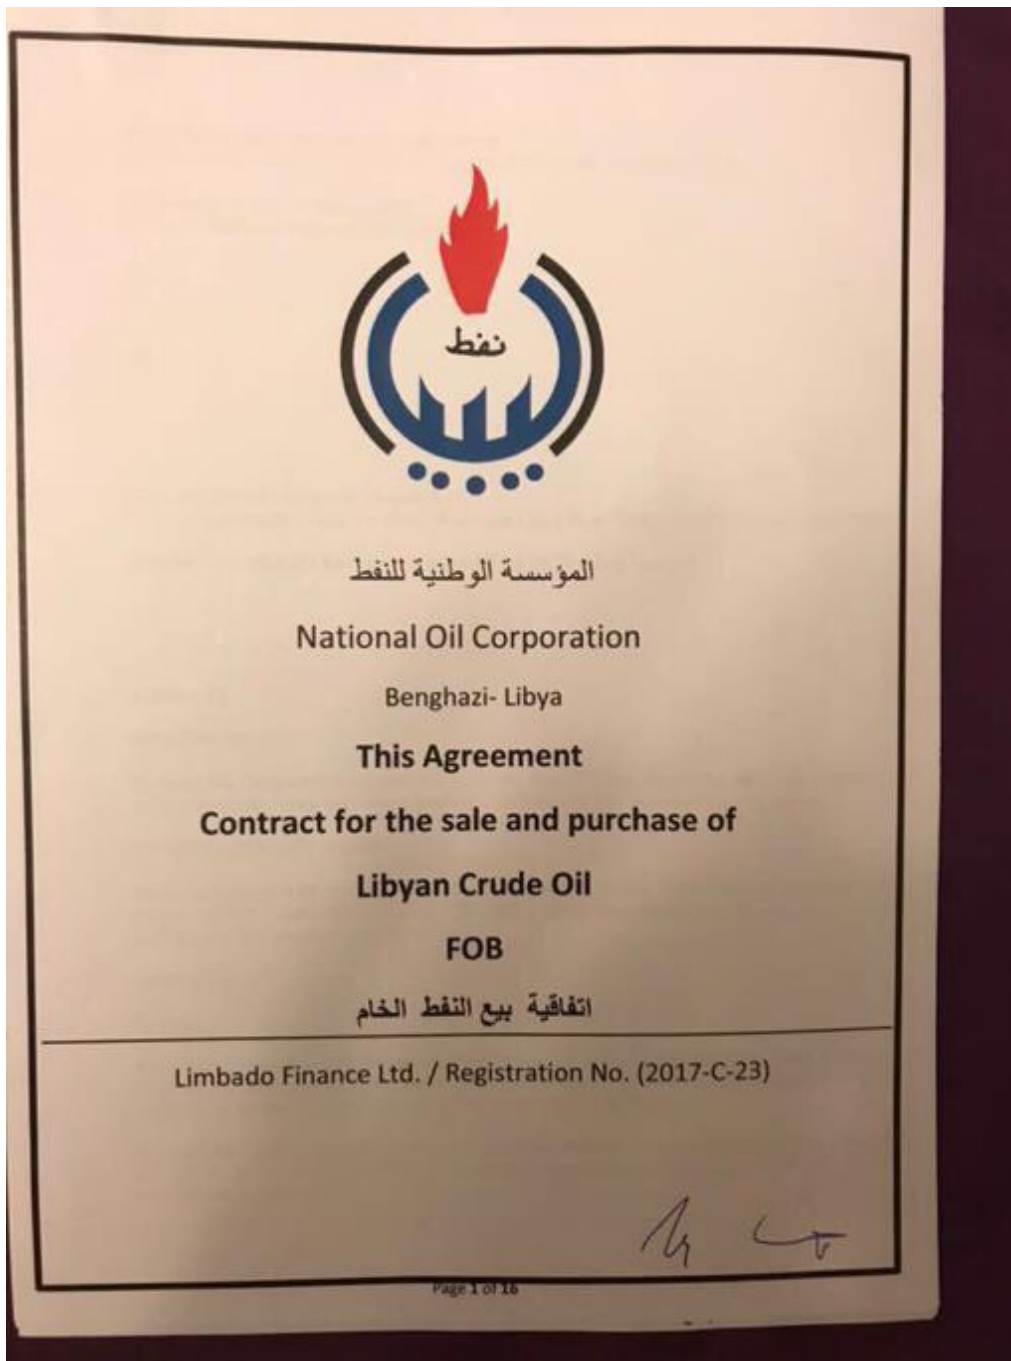 نفط
المؤسسة الوطنية للنفط
National Oil Corporation
Benghazi- Libya
This Agreement
Contract for the sale and purchase of
Libyan Crude Oil
FOB
اتفاقية بيع النفط الخام
Limbado Finance Ltd. / Registration No. (2017-C-23)
Page 1 of 16